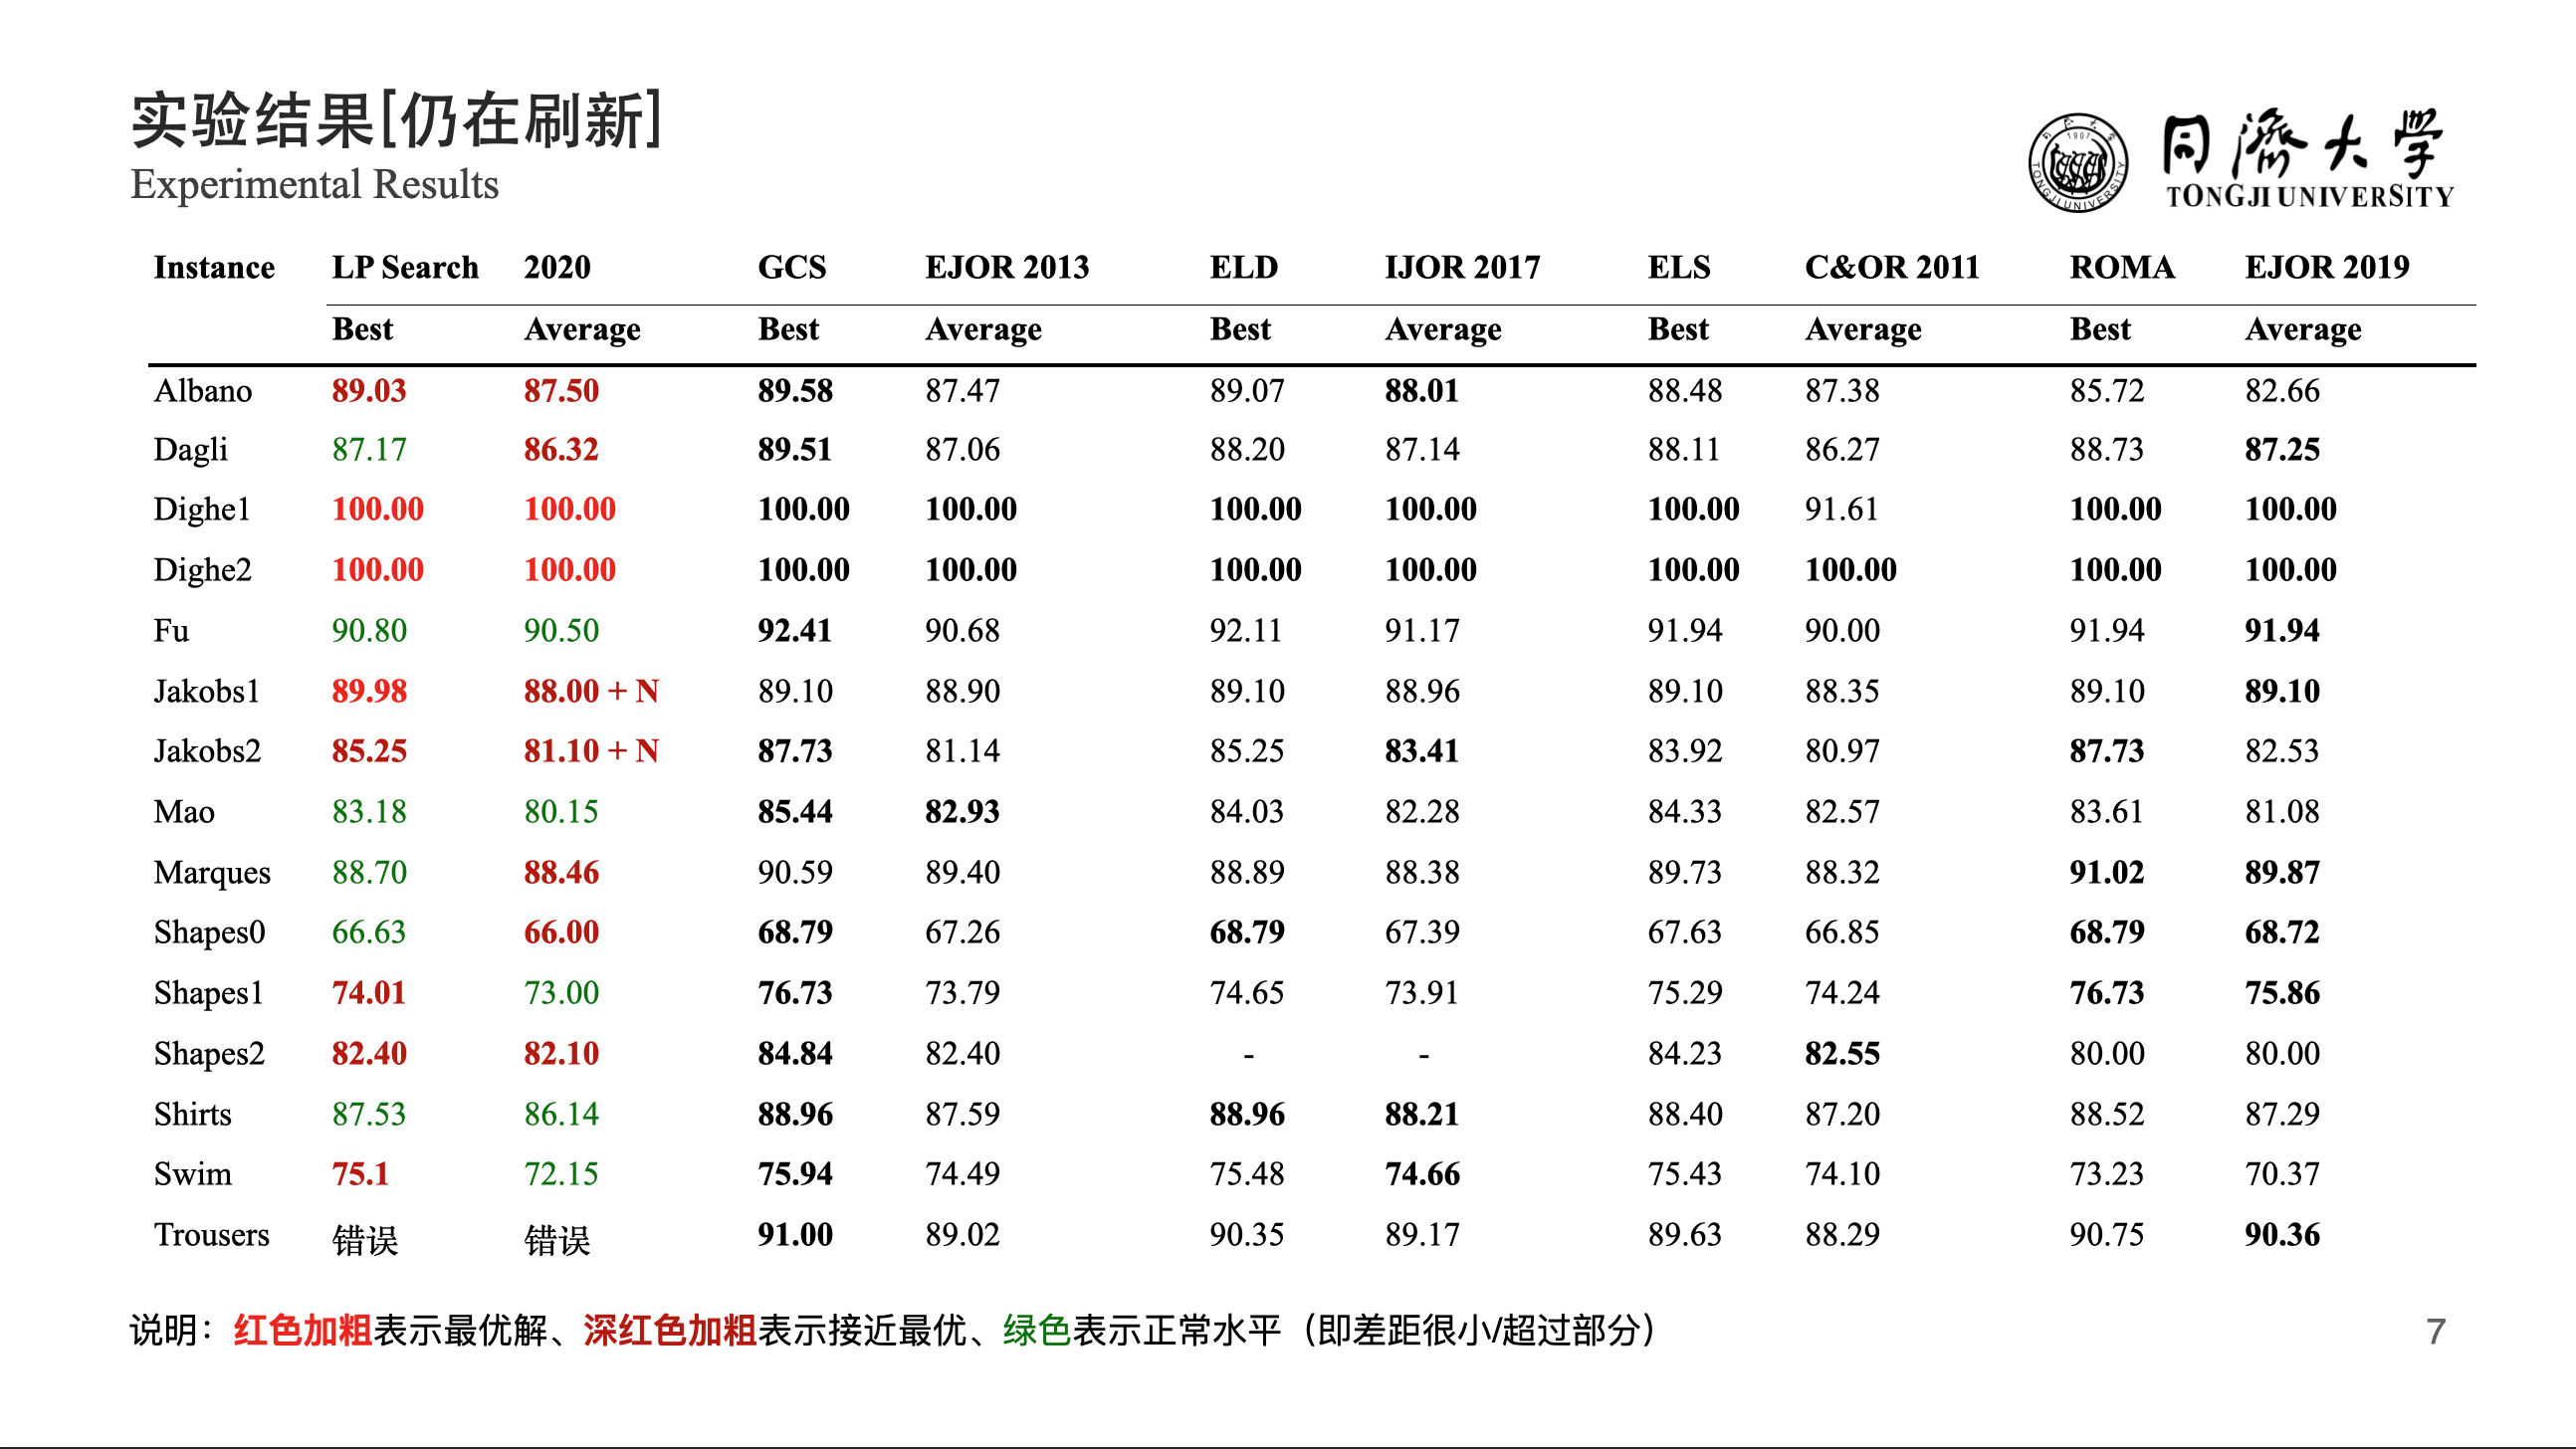 实验结果[仍在刷新]
Experimental Results
同濟大学
TONGJI UNIVERSITY
1907
TONGJI UNIVERSITY
Instance LP Search 2020 GCS EJOR 2013 ELD IJOR 2017 ELS C&OR 2011 ROMA EJOR 2019
Best Average Best Average Best Average Best Average Best Average
Albano 89.03 87.50 89.58 87.47 89.07 88.01 88.48 87.38 85.72 82.66
Dagli 87.17 86.32 89.51 87.06 88.20 87.14 88.11 86.27 88.73 87.25
Dighe1 100.00 100.00 100.00 100.00 100.00 100.00 100.00 91.61 100.00 100.00
Dighe2 100.00 100.00 100.00 100.00 100.00 100.00 100.00 100.00 100.00 100.00
Fu 90.80 90.50 92.41 90.68 92.11 91.17 91.94 90.00 91.94 91.94
Jakobs1 89.98 88.00 + N 89.10 88.90 89.10 88.96 89.10 88.35 89.10 89.10
Jakobs2 85.25 81.10 + N 87.73 81.14 85.25 83.41 83.92 80.97 87.73 82.53
Mao 83.18 80.15 85.44 82.93 84.03 82.28 84.33 82.57 83.61 81.08
Marques 88.70 88.46 90.59 89.40 88.89 88.38 89.73 88.32 91.02 89.87
Shapes0 66.63 66.00 68.79 67.26 68.79 67.39 67.63 66.85 68.79 68.72
Shapes1 74.01 73.00 76.73 73.79 74.65 73.91 75.29 74.24 76.73 75.86
Shapes2 82.40 82.10 84.84 82.40 - - 84.23 82.55 80.00 80.00
Shirts 87.53 86.14 88.96 87.59 88.96 88.21 88.40 87.20 88.52 87.29
Swim 75.1 72.15 75.94 74.49 75.48 74.66 75.43 74.10 73.23 70.37
Trousers 错误 错误 91.00 89.02 90.35 89.17 89.63 88.29 90.75 90.36
说明：红色加粗表示最优解、深红色加粗表示接近最优、绿色表示正常水平（即差距很小/超过部分）
7